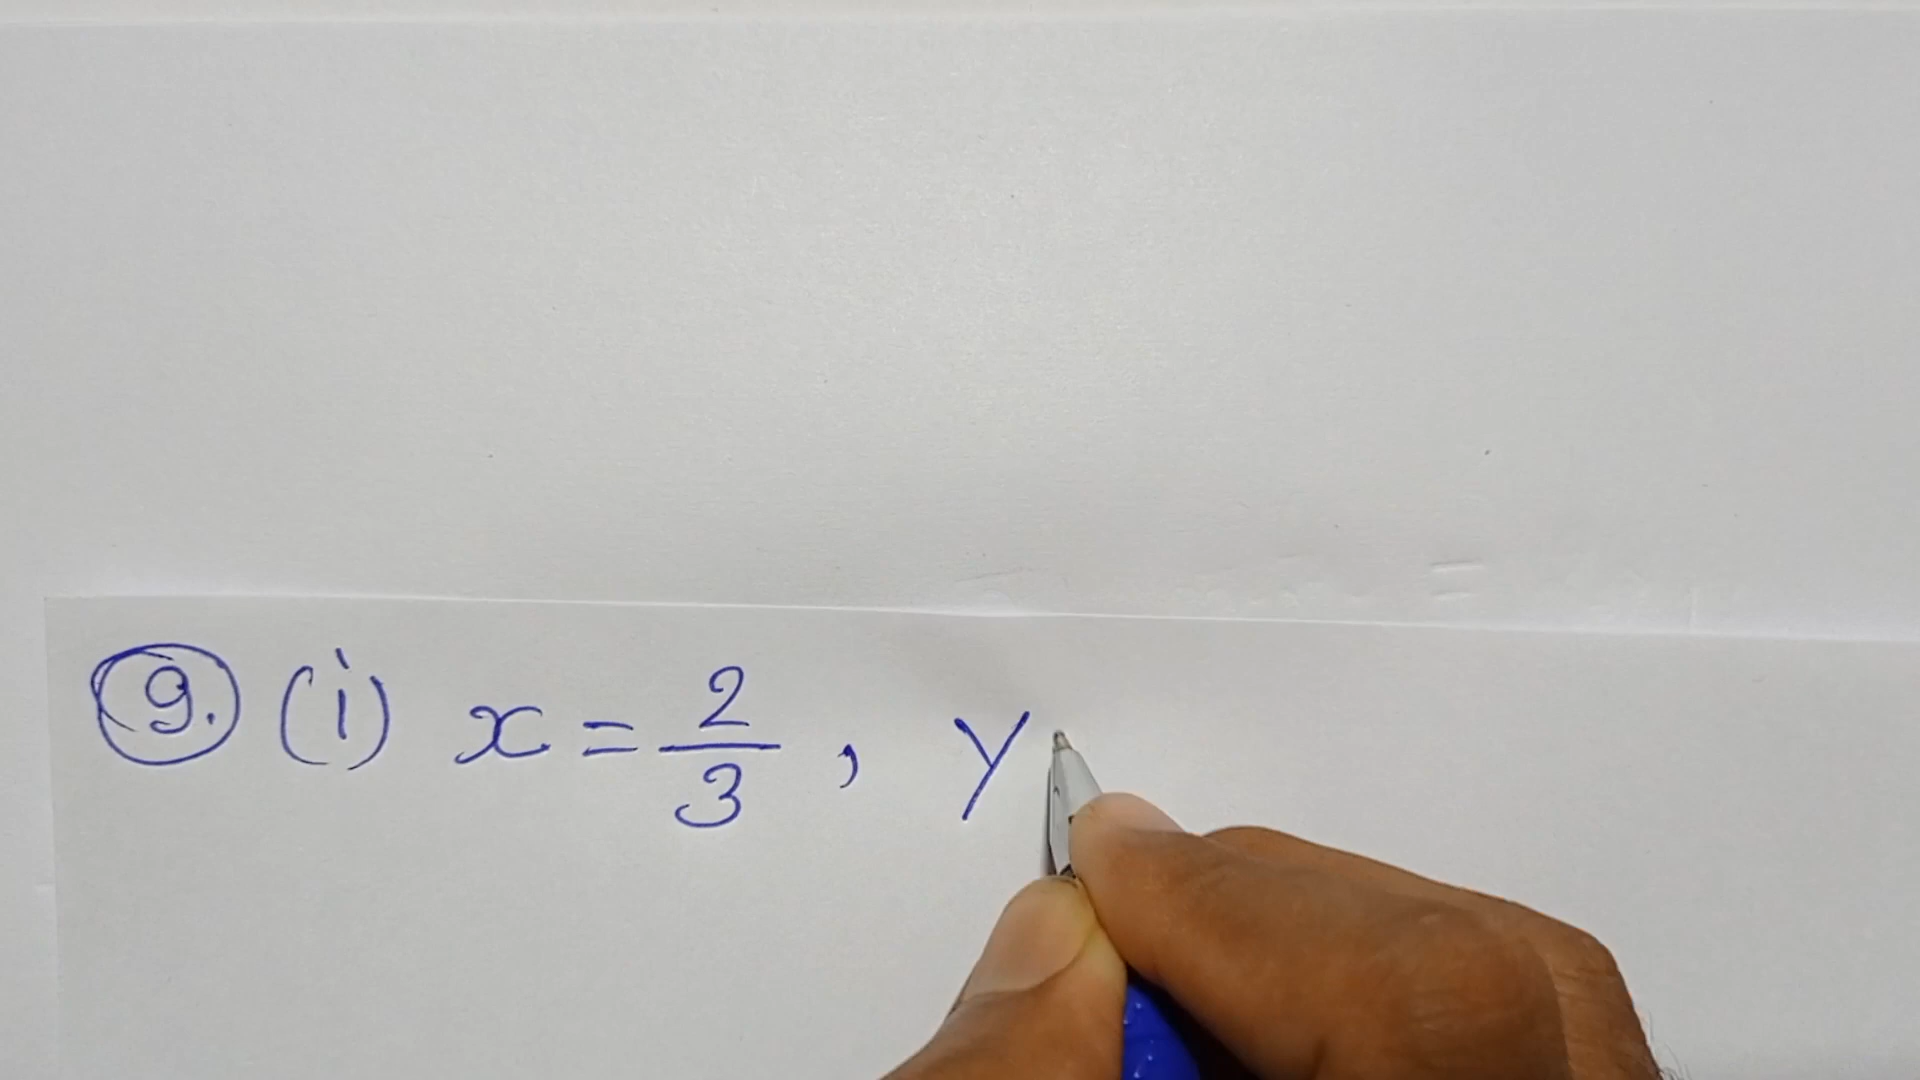 9. (i) x = 2/3 , y